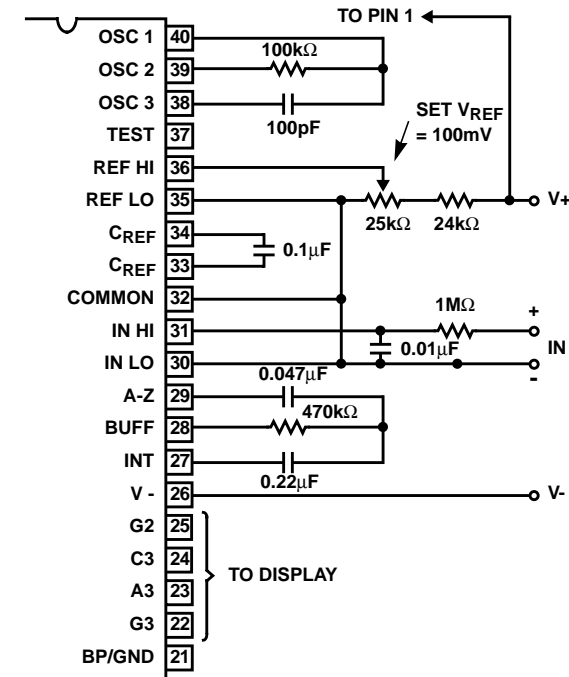 TO PIN 1
OSC 1 40
100kΩ
OSC 2 39
OSC 3 38
100pF
SET VREF
= 100mV
TEST 37
REF HI 36
REF LO 35
V+
25kΩ 24kΩ
CREF 34
0.1µF
CREF 33
COMMON 32
1MΩ
+
IN HI 31
0.01µF
IN
IN LO 30
-
0.047µF
A-Z 29
470kΩ
BUFF 28
INT 27
0.22µF
V - 26
V-
G2 25
C3 24
TO DISPLAY
A3 23
G3 22
BP/GND 21